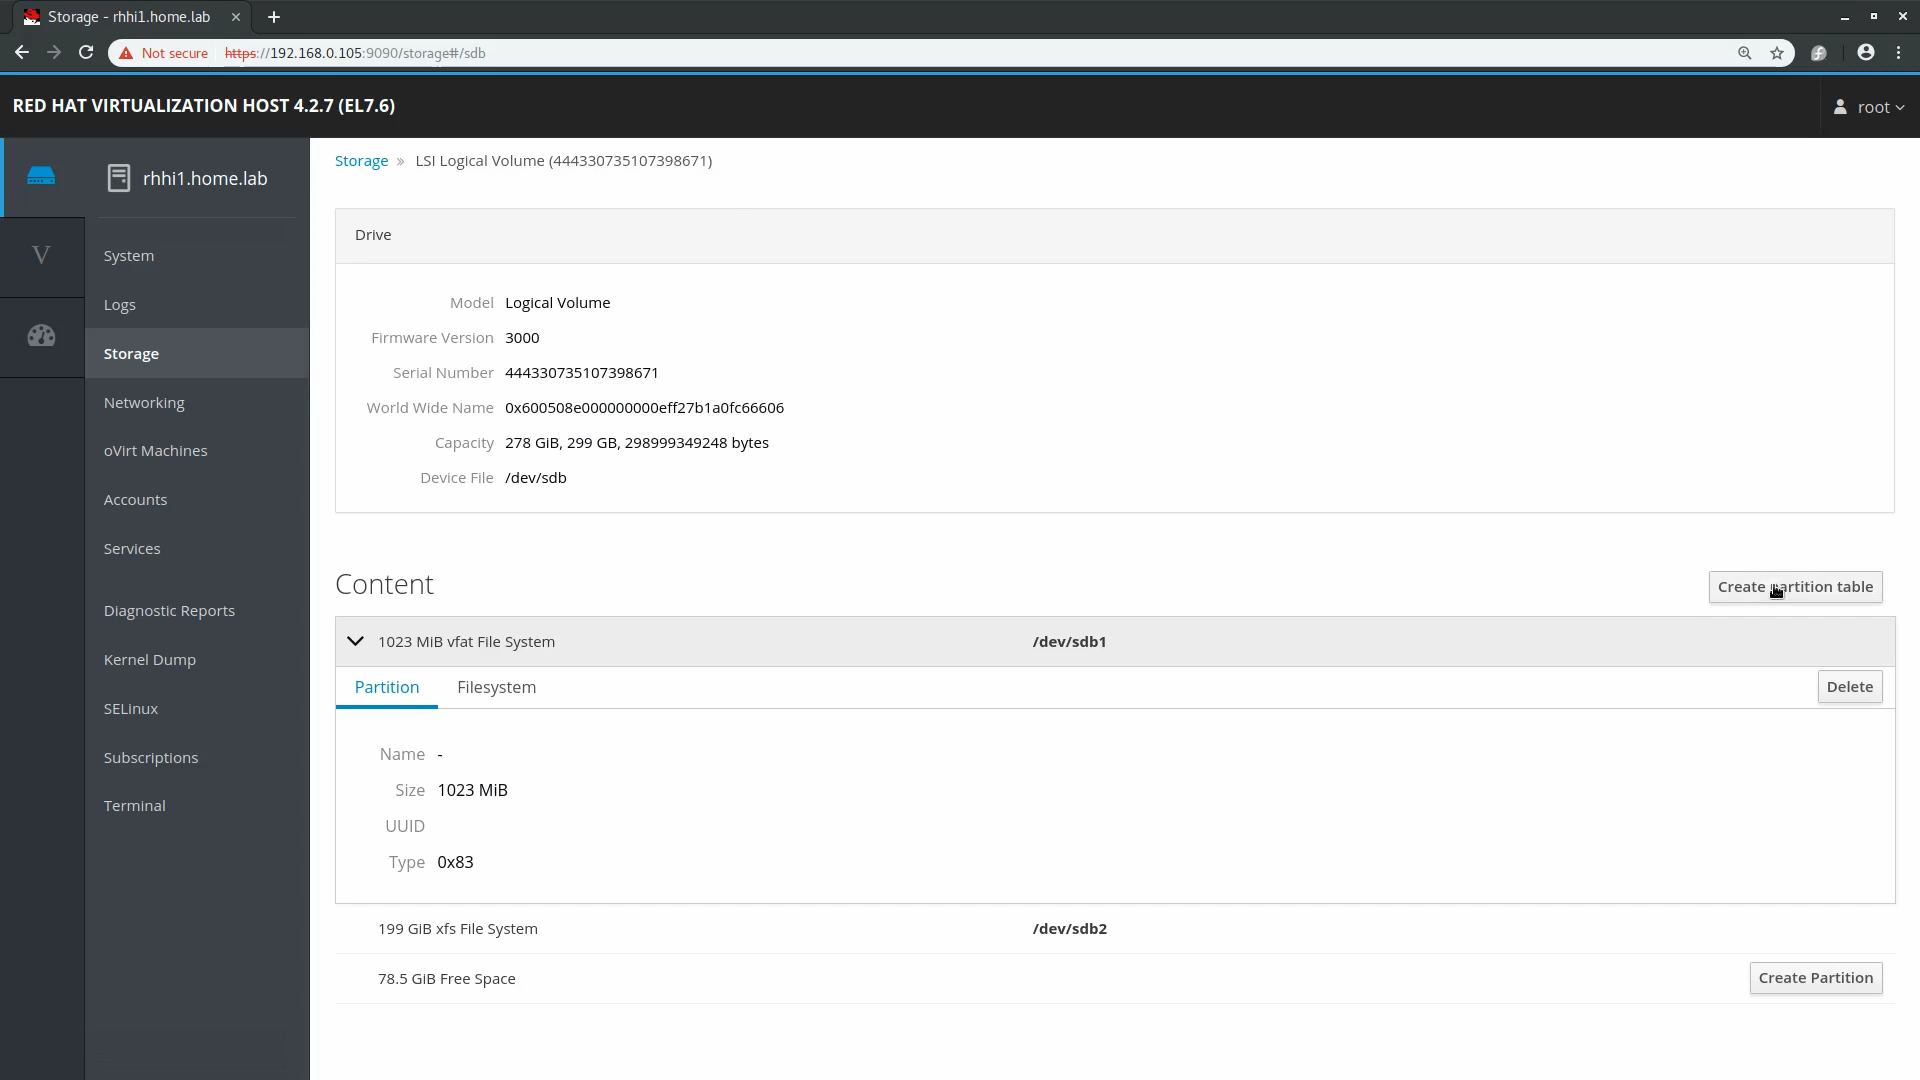 Storage - rhhi1.home.lab
Not secure https://192.168.0.105:9090/storage#/sdb
RED HAT VIRTUALIZATION HOST 4.2.7 (EL7.6)
root
V
rhhi1.home.lab
System
Logs
Storage
Networking
oVirt Machines
Accounts
Services
Diagnostic Reports
Kernel Dump
SELinux
Subscriptions
Terminal
Storage » LSI Logical Volume (444330735107398671)
Drive
Model Logical Volume
Firmware Version 3000
Serial Number 444330735107398671
World Wide Name 0x600508e000000000eff27b1a0fc66606
Capacity 278 GiB, 299 GB, 298999349248 bytes
Device File /dev/sdb
Content
Create partition table
1023 MiB vfat File System /dev/sdb1
Partition Filesystem Delete
Name -
Size 1023 MiB
UUID
Type 0x83
199 GiB xfs File System /dev/sdb2
78.5 GiB Free Space Create Partition